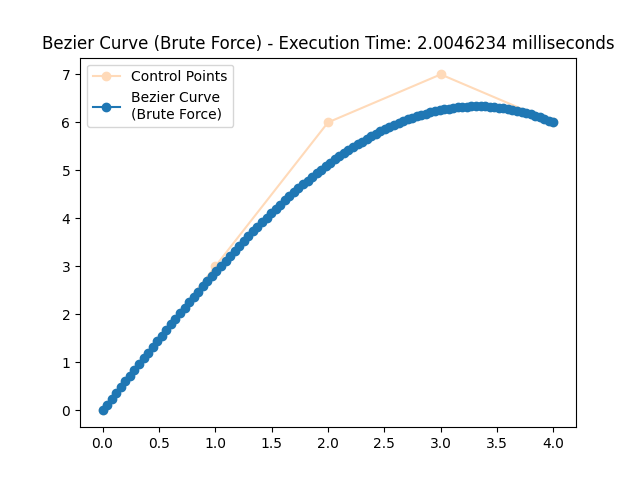 Bezier Curve (Brute Force) - Execution Time: 2.0046234 milliseconds
Control Points
Bezier Curve
(Brute Force)
7
6
5
4
3
2
1
0
0.0 0.5 1.0 1.5 2.0 2.5 3.0 3.5 4.0